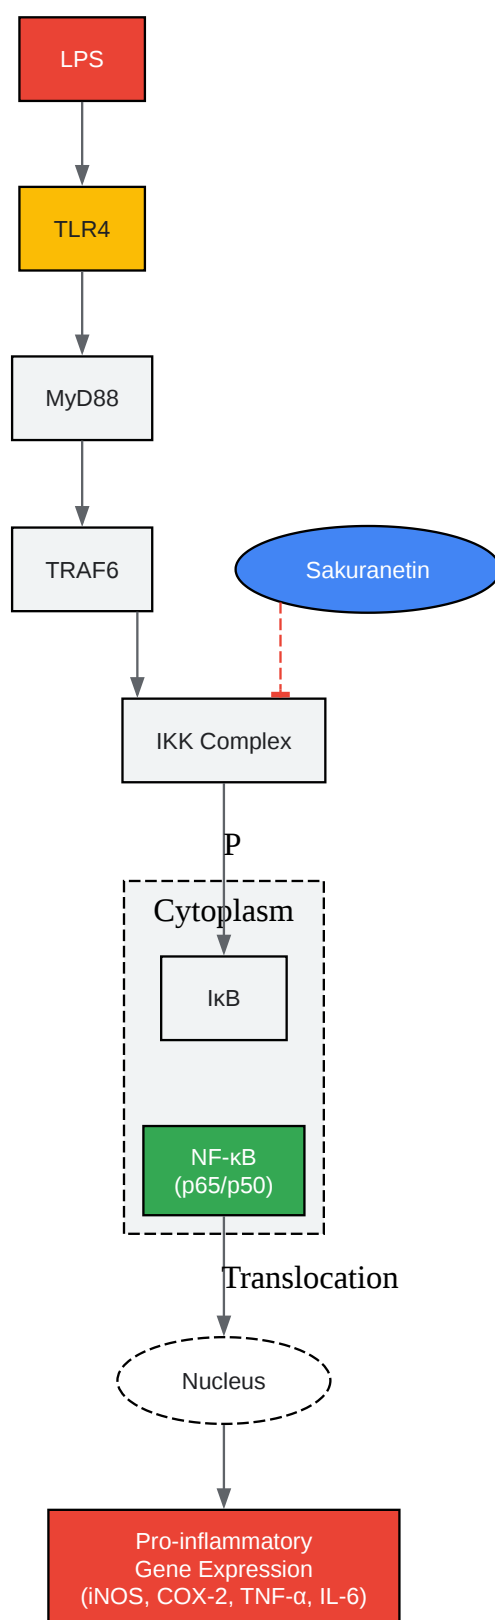 LPS
TLR4
MyD88
TRAF6
Sakuranetin
IKK Complex
P
Cytoplasm
IκB
NF-κB
(p65/p50)
Translocation
Nucleus
Pro-inflammatory
Gene Expression
(iNOS, COX-2, TNF-α, IL-6)